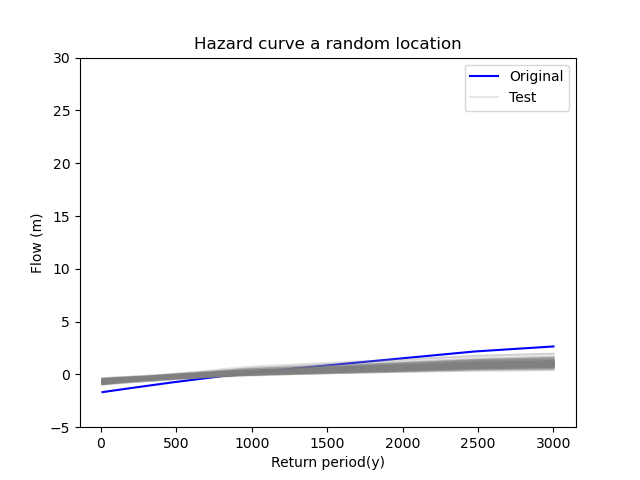 Hazard curve a random location
Original
Test
30
25
20
15
10
5
0
−5
Flow (m)
0 500 1000 1500 2000 2500 3000
Return period(y)